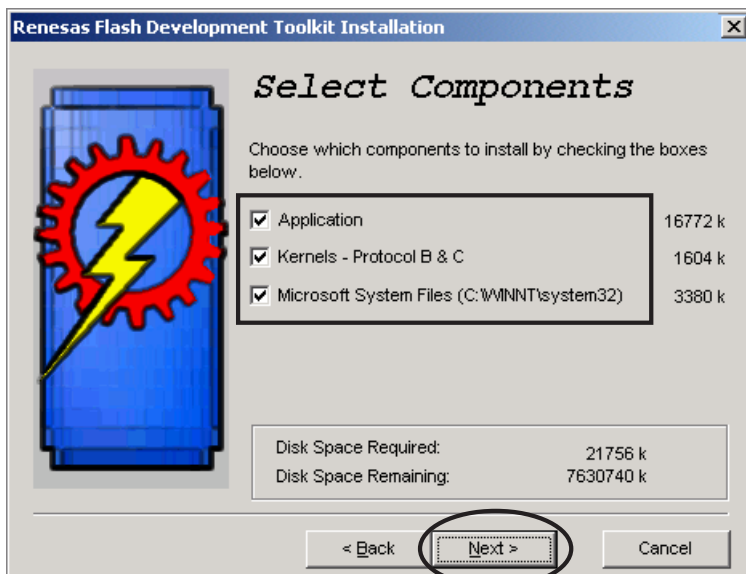 Renesas Flash Development Toolkit Installation
Select Components
Choose which components to install by checking the boxes
below.
Application 16772 k
Kernels - Protocol B & C 1604 k
Microsoft System Files (C:\WINNT\system32) 3380 k
Disk Space Required: 21756 k
Disk Space Remaining: 7630740 k
< Back Next > Cancel